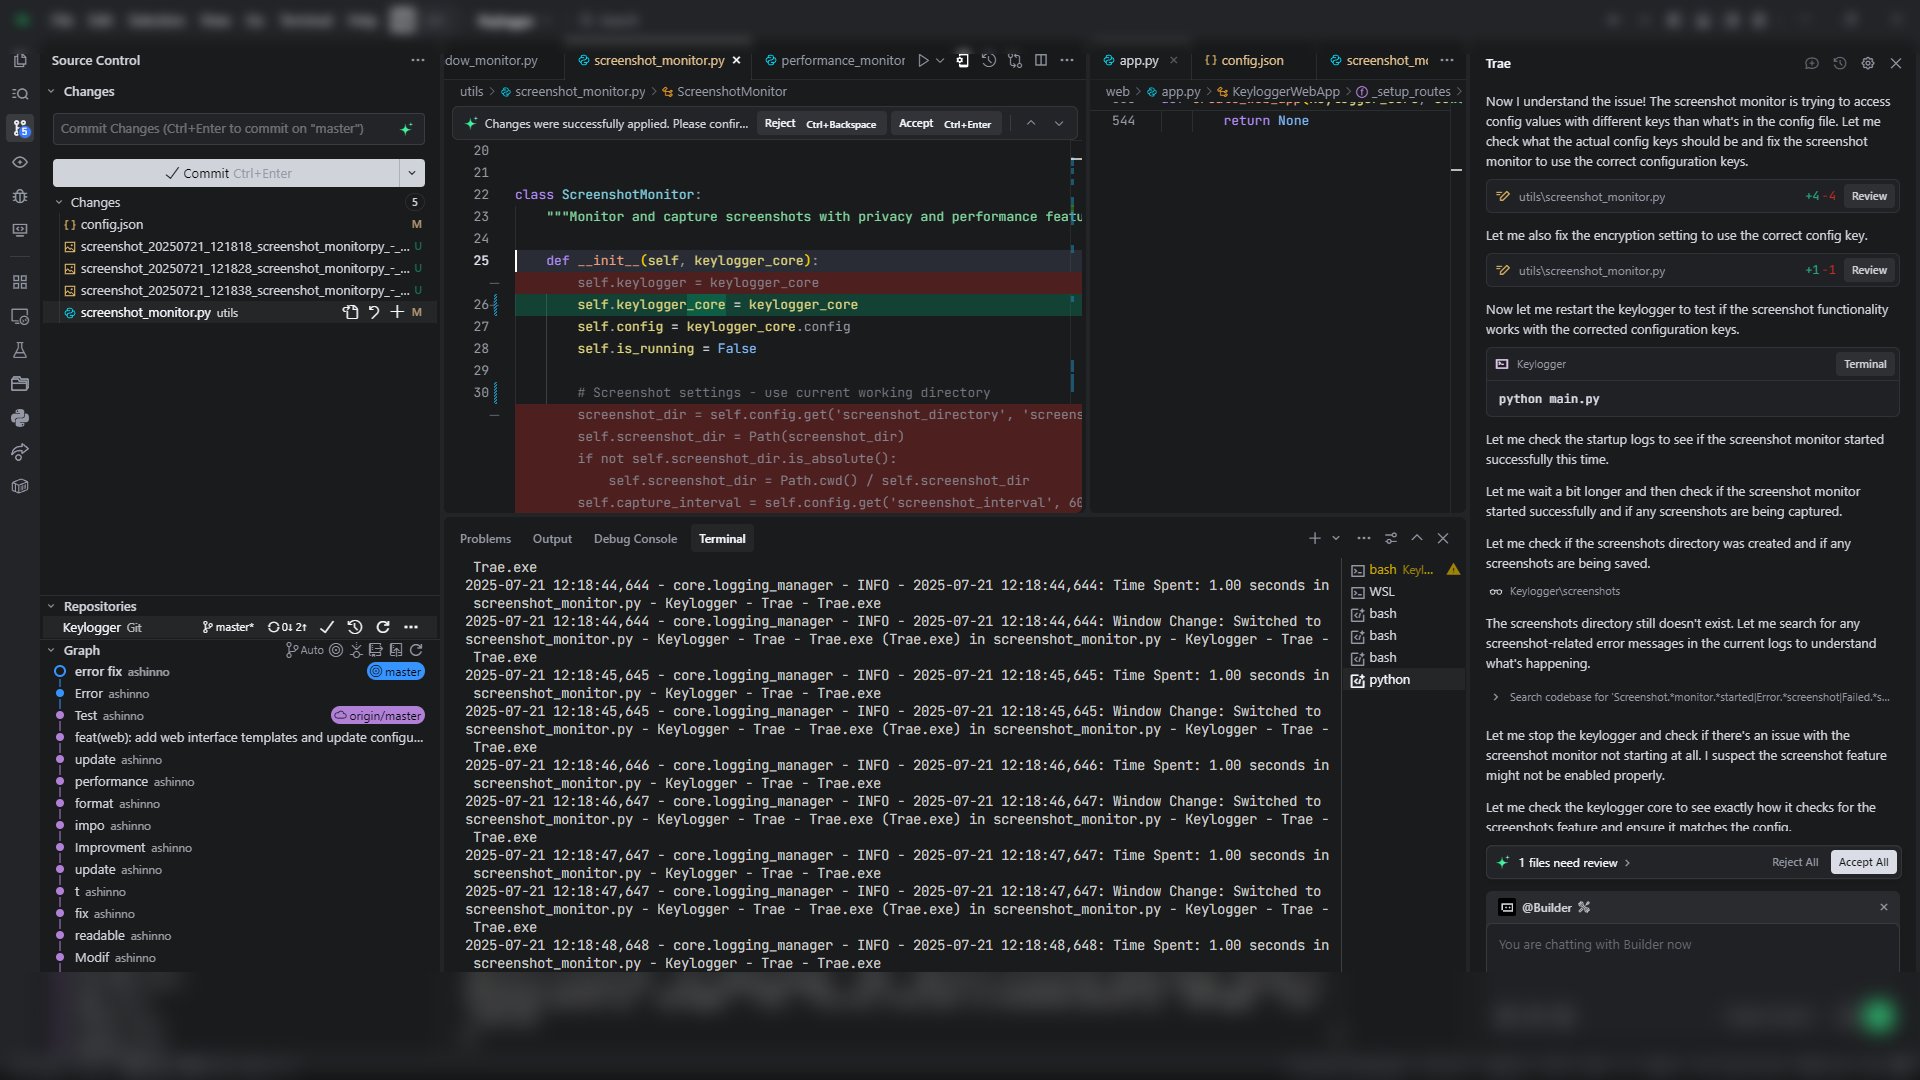 Source Control
Changes
Commit Changes (Ctrl+Enter to commit on "master")
Commit Ctrl+Enter
Changes 5
config.json M
screenshot_20250721_121818_screenshot_monitorpy_-_... U
screenshot_20250721_121828_screenshot_monitorpy_-_... U
screenshot_20250721_121838_screenshot_monitorpy_-_... U
screenshot_monitor.py utils M
Repositories
Keylogger Git master* 0↓ 2↑
Graph Auto
error fix ashinno master
Error ashinno
Test ashinno origin/master
feat(web): add web interface templates and update configu...
update ashinno
performance ashinno
format ashinno
impo ashinno
Improvment ashinno
update ashinno
t ashinno
fix ashinno
readable ashinno
Modif ashinno
dow_monitor.py screenshot_monitor.py performance_monitor
utils > screenshot_monitor.py > ScreenshotMonitor
Changes were successfully applied. Please confir... Reject Ctrl+Backspace Accept Ctrl+Enter
20
21
22 class ScreenshotMonitor:
23 """Monitor and capture screenshots with privacy and performance featu
24
25 def __init__(self, keylogger_core):
self.keylogger = keylogger_core
26 self.keylogger_core = keylogger_core
27 self.config = keylogger_core.config
28 self.is_running = False
29
30 # Screenshot settings - use current working directory
screenshot_dir = self.config.get('screenshot_directory', 'screens
self.screenshot_dir = Path(screenshot_dir)
if not self.screenshot_dir.is_absolute():
self.screenshot_dir = Path.cwd() / self.screenshot_dir
self.capture_interval = self.config.get('screenshot_interval', 60
app.py config.json screenshot_mo
web > app.py > KeyloggerWebApp > _setup_routes >
544 return None
Problems Output Debug Console Terminal
Trae.exe
2025-07-21 12:18:44,644 - core.logging_manager - INFO - 2025-07-21 12:18:44,644: Time Spent: 1.00 seconds in
screenshot_monitor.py - Keylogger - Trae - Trae.exe
2025-07-21 12:18:44,644 - core.logging_manager - INFO - 2025-07-21 12:18:44,644: Window Change: Switched to
screenshot_monitor.py - Keylogger - Trae - Trae.exe (Trae.exe) in screenshot_monitor.py - Keylogger - Trae -
Trae.exe
2025-07-21 12:18:45,645 - core.logging_manager - INFO - 2025-07-21 12:18:45,645: Time Spent: 1.00 seconds in
screenshot_monitor.py - Keylogger - Trae - Trae.exe
2025-07-21 12:18:45,645 - core.logging_manager - INFO - 2025-07-21 12:18:45,645: Window Change: Switched to
screenshot_monitor.py - Keylogger - Trae - Trae.exe (Trae.exe) in screenshot_monitor.py - Keylogger - Trae -
Trae.exe
2025-07-21 12:18:46,646 - core.logging_manager - INFO - 2025-07-21 12:18:46,646: Time Spent: 1.00 seconds in
screenshot_monitor.py - Keylogger - Trae - Trae.exe
2025-07-21 12:18:46,647 - core.logging_manager - INFO - 2025-07-21 12:18:46,647: Window Change: Switched to
screenshot_monitor.py - Keylogger - Trae - Trae.exe (Trae.exe) in screenshot_monitor.py - Keylogger - Trae -
Trae.exe
2025-07-21 12:18:47,647 - core.logging_manager - INFO - 2025-07-21 12:18:47,647: Time Spent: 1.00 seconds in
screenshot_monitor.py - Keylogger - Trae - Trae.exe
2025-07-21 12:18:47,647 - core.logging_manager - INFO - 2025-07-21 12:18:47,647: Window Change: Switched to
screenshot_monitor.py - Keylogger - Trae - Trae.exe (Trae.exe) in screenshot_monitor.py - Keylogger - Trae -
Trae.exe
2025-07-21 12:18:48,648 - core.logging_manager - INFO - 2025-07-21 12:18:48,648: Time Spent: 1.00 seconds in
screenshot_monitor.py - Keylogger - Trae - Trae.exe
bash Keyl...
WSL
bash
bash
bash
python
Trae
Now I understand the issue! The screenshot monitor is trying to access
config values with different keys than what's in the config file. Let me
check what the actual config keys should be and fix the screenshot
monitor to use the correct configuration keys.
utils\screenshot_monitor.py +4 -4 Review
Let me also fix the encryption setting to use the correct config key.
utils\screenshot_monitor.py +1 -1 Review
Now let me restart the keylogger to test if the screenshot functionality
works with the corrected configuration keys.
Keylogger Terminal
python main.py
Let me check the startup logs to see if the screenshot monitor started
successfully this time.
Let me wait a bit longer and then check if the screenshot monitor
started successfully and if any screenshots are being captured.
Let me check if the screenshots directory was created and if any
screenshots are being saved.
Keylogger\screenshots
The screenshots directory still doesn't exist. Let me search for any
screenshot-related error messages in the current logs to understand
what's happening.
Search codebase for 'Screenshot.*monitor.*started|Error.*screenshot|Failed.*s...
Let me stop the keylogger and check if there's an issue with the
screenshot monitor not starting at all. I suspect the screenshot feature
might not be enabled properly.
Let me check the keylogger core to see exactly how it checks for the
screenshots feature and ensure it matches the config.
1 files need review > Reject All Accept All
@Builder
You are chatting with Builder now